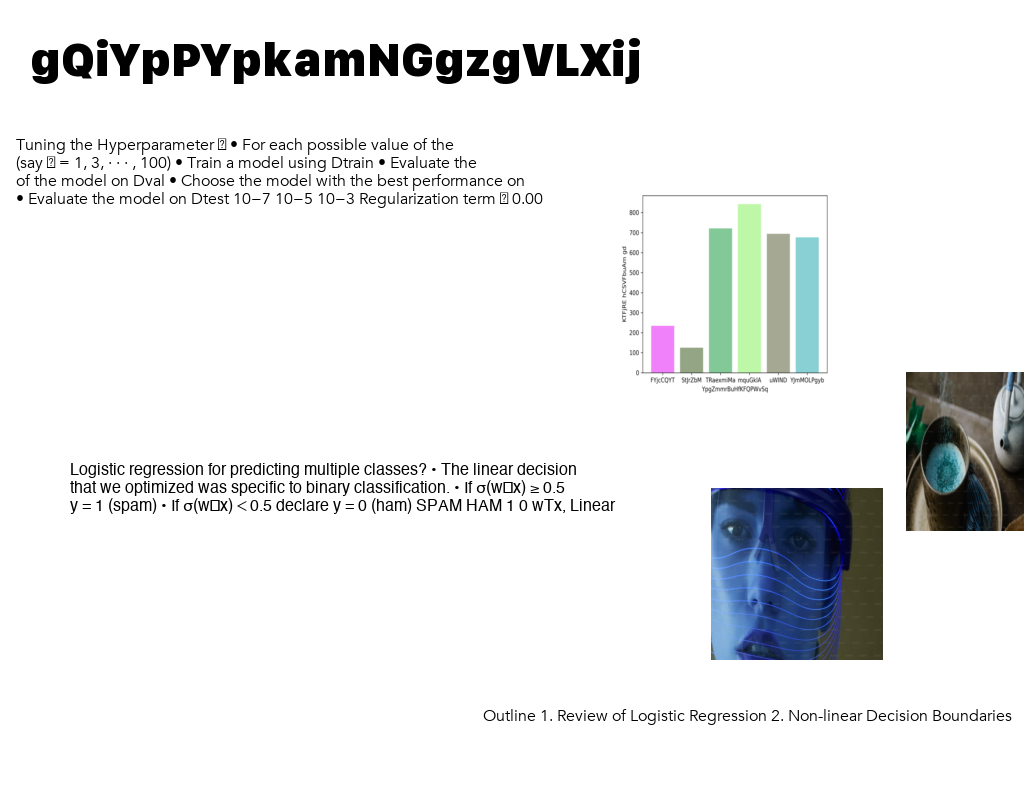 gQiYpPYpkamNGgzgVLXij
Tuning the Hyperparameter • For each possible value of the
(say = 1, 3, · · · , 100) • Train a model using Dtrain • Evaluate the
of the model on Dval • Choose the model with the best performance on
• Evaluate the model on Dtest 10−7 10−5 10−3 Regularization term 0.00
800
700
600
500
400
300
200
100
0
KTFjRE hCSVFbuAm gd
FYjcCQYT StJrZbM TRaexmiMa mquGkIA uWIND YJmMOLPgyb
YpgZmmrBuHfKFQPWvSq
Logistic regression for predicting multiple classes? • The linear decision
that we optimized was specific to binary classification. • If σ(w□x) ≥ 0.5
y = 1 (spam) • If σ(w□x) < 0.5 declare y = 0 (ham) SPAM HAM 1 0 wTx, Linear
Outline 1. Review of Logistic Regression 2. Non-linear Decision Boundaries